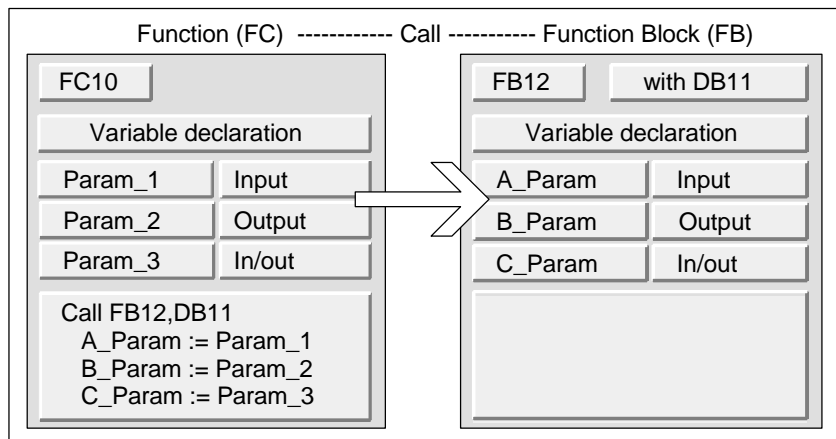 Function (FC) ------------ Call ----------- Function Block (FB)
FC10
Variable declaration
Param_1 Input
Param_2 Output
Param_3 In/out
Call FB12,DB11
A_Param := Param_1
B_Param := Param_2
C_Param := Param_3
FB12 with DB11
Variable declaration
A_Param Input
B_Param Output
C_Param In/out